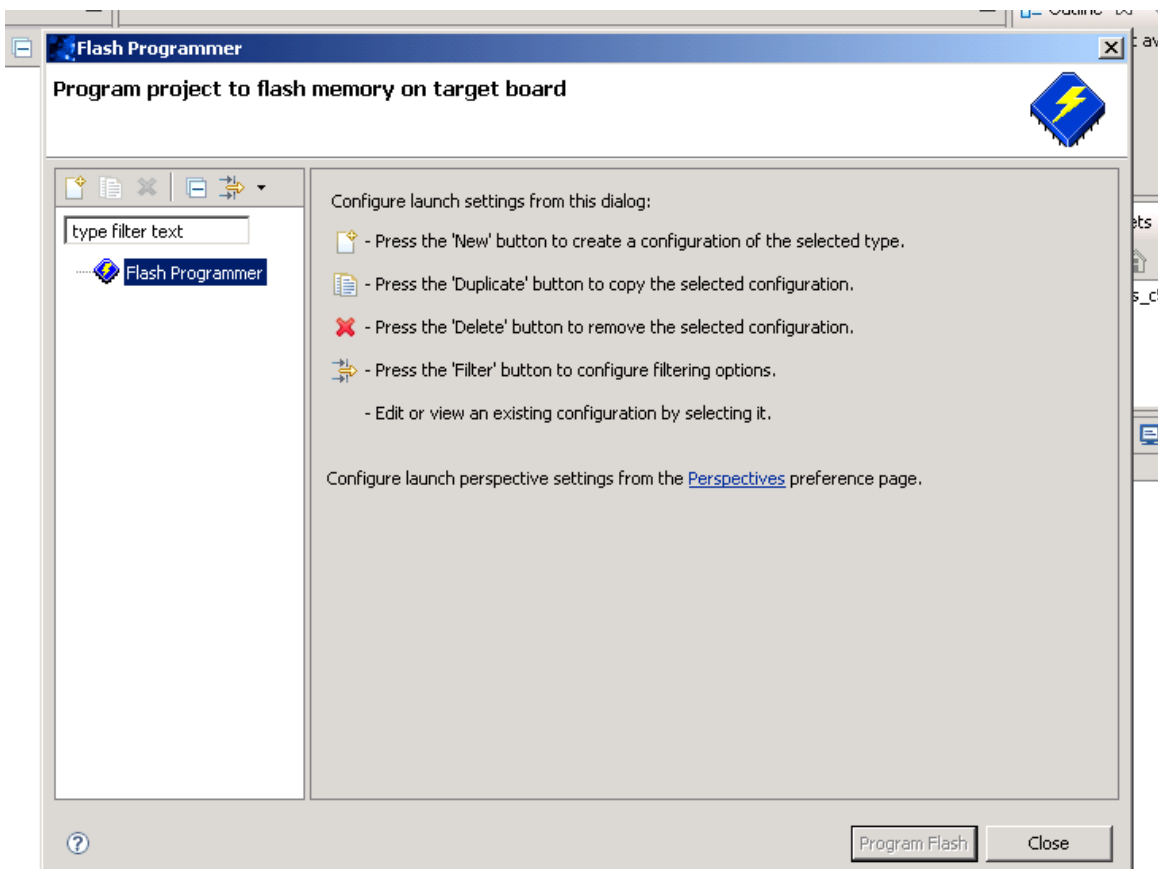 Outline
Flash Programmer
Program project to flash memory on target board
type filter text
Flash Programmer
Configure launch settings from this dialog:
- Press the 'New' button to create a configuration of the selected type.
- Press the 'Duplicate' button to copy the selected configuration.
- Press the 'Delete' button to remove the selected configuration.
- Press the 'Filter' button to configure filtering options.
- Edit or view an existing configuration by selecting it.
Configure launch perspective settings from the Perspectives preference page.
Program Flash
Close